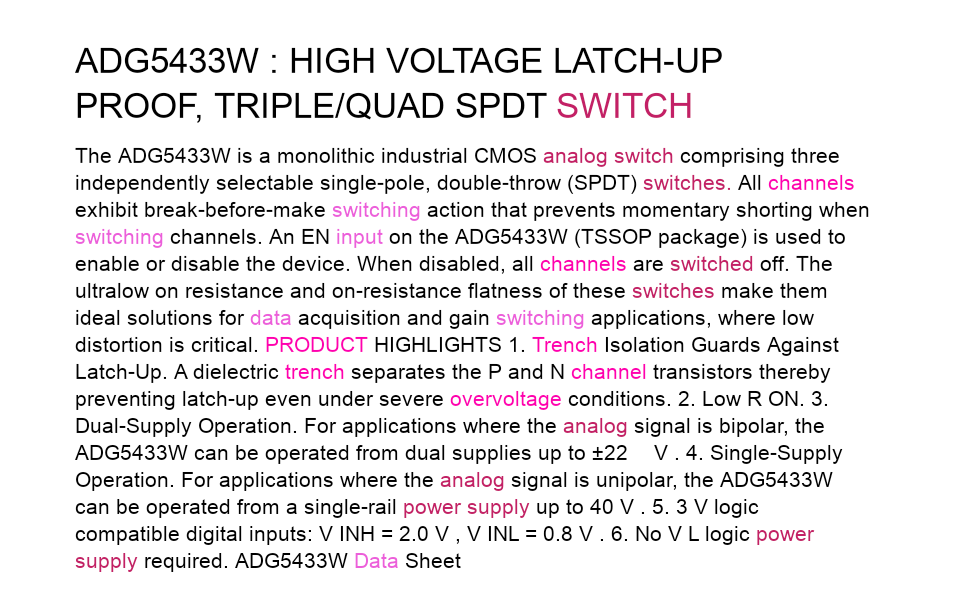 ADG5433W : HIGH VOLTAGE LATCH-UP
PROOF, TRIPLE/QUAD SPDT SWITCH
The ADG5433W is a monolithic industrial CMOS analog switch comprising three
independently selectable single-pole, double-throw (SPDT) switches. All channels
exhibit break-before-make switching action that prevents momentary shorting when
switching channels. An EN input on the ADG5433W (TSSOP package) is used to
enable or disable the device. When disabled, all channels are switched off. The
ultralow on resistance and on-resistance flatness of these switches make them
ideal solutions for data acquisition and gain switching applications, where low
distortion is critical. PRODUCT HIGHLIGHTS 1. Trench Isolation Guards Against
Latch-Up. A dielectric trench separates the P and N channel transistors thereby
preventing latch-up even under severe overvoltage conditions. 2. Low R ON. 3.
Dual-Supply Operation. For applications where the analog signal is bipolar, the
ADG5433W can be operated from dual supplies up to ±22 V . 4. Single-Supply
Operation. For applications where the analog signal is unipolar, the ADG5433W
can be operated from a single-rail power supply up to 40 V . 5. 3 V logic
compatible digital inputs: V INH = 2.0 V , V INL = 0.8 V . 6. No V L logic power
supply required. ADG5433W Data Sheet